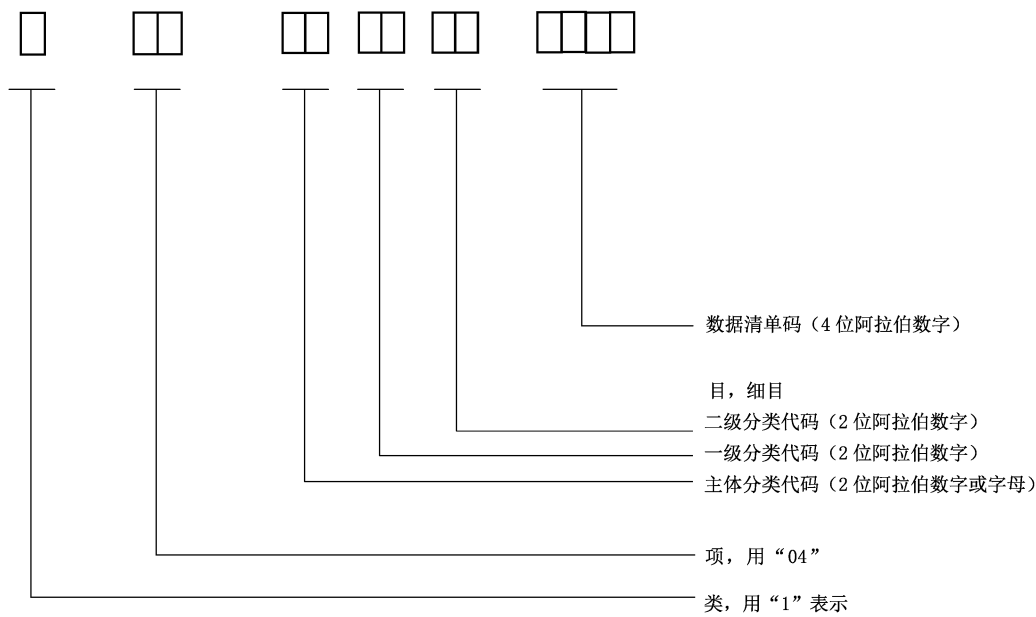 数据清单码（4 位阿拉伯数字）
目，细目
二级分类代码（2 位阿拉伯数字）
一级分类代码（2 位阿拉伯数字）
主体分类代码（2 位阿拉伯数字或字母）
项，用“04”
类，用“1”表示